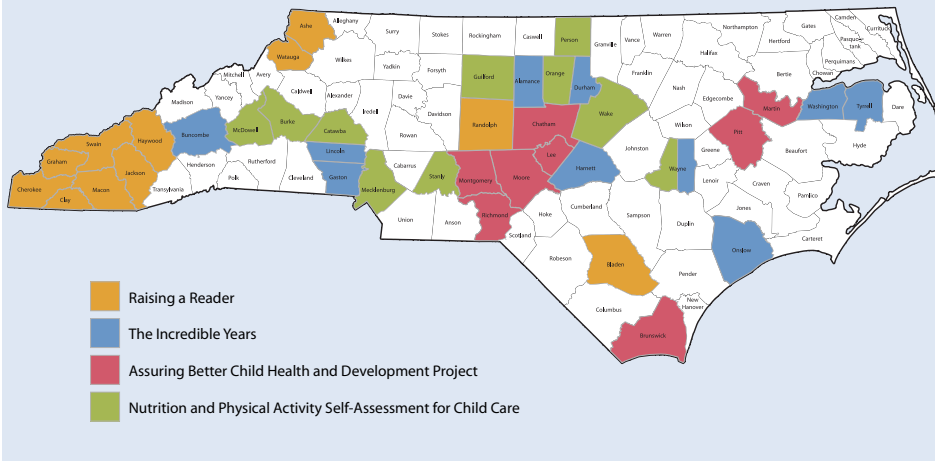 Ashe
Alleghany
Surry
Stokes
Rockingham
Caswell
Person
Granville
Vance
Warren
Northampton
Gates
Camden
Currituck
Pasquo-
tank
Hertford
Perquimans
Halifax
Watauga
Wilkes
Yadkin
Forsyth
Guilford
Alamance
Orange
Durham
Franklin
Nash
Edgecombe
Bertie
Chowan
Mitchell
Avery
Caldwell
Alexander
Iredell
Davie
Davidson
Randolph
Chatham
Wake
Martin
Washington
Tyrrell
Dare
Madison
Yancey
McDowell
Burke
Catawba
Rowan
Johnston
Wilson
Pitt
Beaufort
Hyde
Swain
Haywood
Buncombe
Lincoln
Lee
Greene
Graham
Jackson
Henderson
Rutherford
Cleveland
Gaston
Cabarrus
Stanly
Montgomery
Moore
Harnett
Wayne
Lenoir
Craven
Pamlico
Cherokee
Clay
Macon
Transylvania
Polk
Mecklenburg
Union
Anson
Richmond
Hoke
Cumberland
Sampson
Duplin
Jones
Carteret
Scotland
Robeson
Bladen
Onslow
Pender
New
Hanover
Columbus
Brunswick
Raising a Reader
The Incredible Years
Assuring Better Child Health and Development Project
Nutrition and Physical Activity Self-Assessment for Child Care